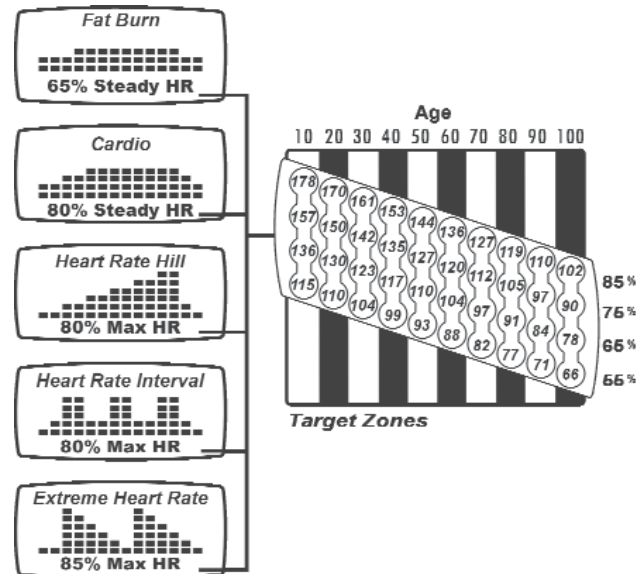 Fat Burn
65% Steady HR
Cardio
80% Steady HR
Heart Rate Hill
80% Max HR
Heart Rate Interval
80% Max HR
Extreme Heart Rate
85% Max HR
Age
10 20 30 40 50 60 70 80 90 100
178 170 161 153 144 136 127 119 110 102 85%
157 150 142 135 127 120 112 105 97 90 75%
136 130 123 117 110 104 97 91 84 78 65%
115 110 104 99 93 88 82 77 71 66 55%
Target Zones